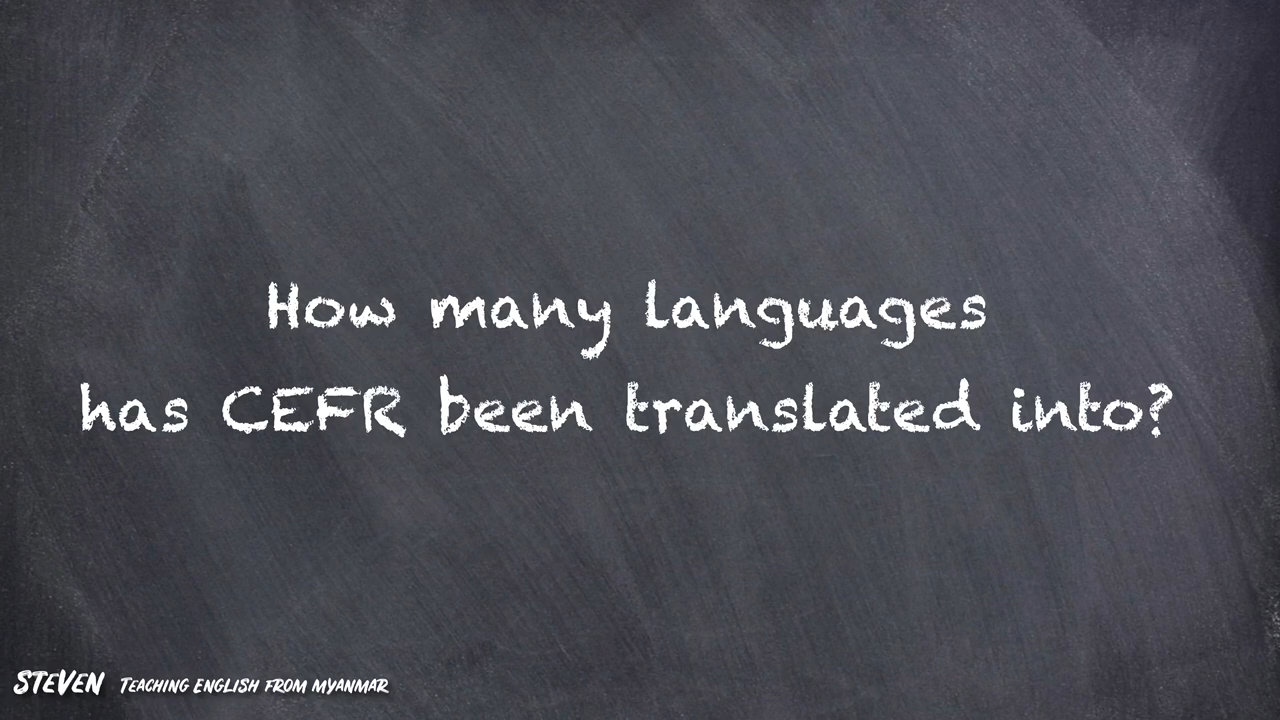 How many languages
has CEFR been translated into?
STEVEN TEACHING ENGLISH FROM MYANMAR